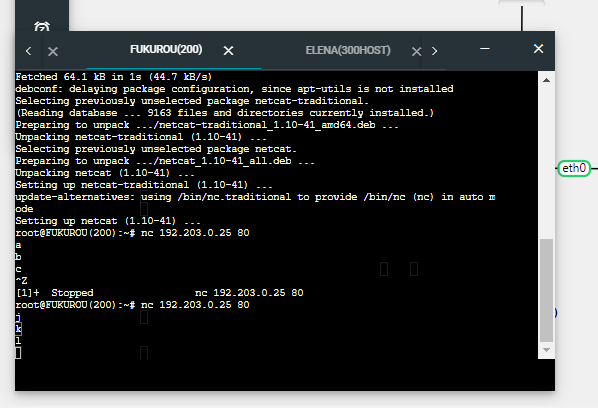 FUKUROU(200)
ELENA(300HOST)
Fetched 64.1 kB in 1s (44.7 kB/s)
debconf: delaying package configuration, since apt-utils is not installed
Selecting previously unselected package netcat-traditional.
(Reading database ... 9163 files and directories currently installed.)
Preparing to unpack .../netcat-traditional_1.10-41_amd64.deb ...
Unpacking netcat-traditional (1.10-41) ...
Selecting previously unselected package netcat.
Preparing to unpack .../netcat_1.10-41_all.deb ...
Unpacking netcat (1.10-41) ...
Setting up netcat-traditional (1.10-41) ...
update-alternatives: using /bin/nc.traditional to provide /bin/nc (nc) in auto m
ode
Setting up netcat (1.10-41) ...
root@FUKUROU(200):~# nc 192.203.0.25 80
a
b
c
^Z
[1]+  Stopped                 nc 192.203.0.25 80
root@FUKUROU(200):~# nc 192.203.0.25 80
j
k
l
eth0
)